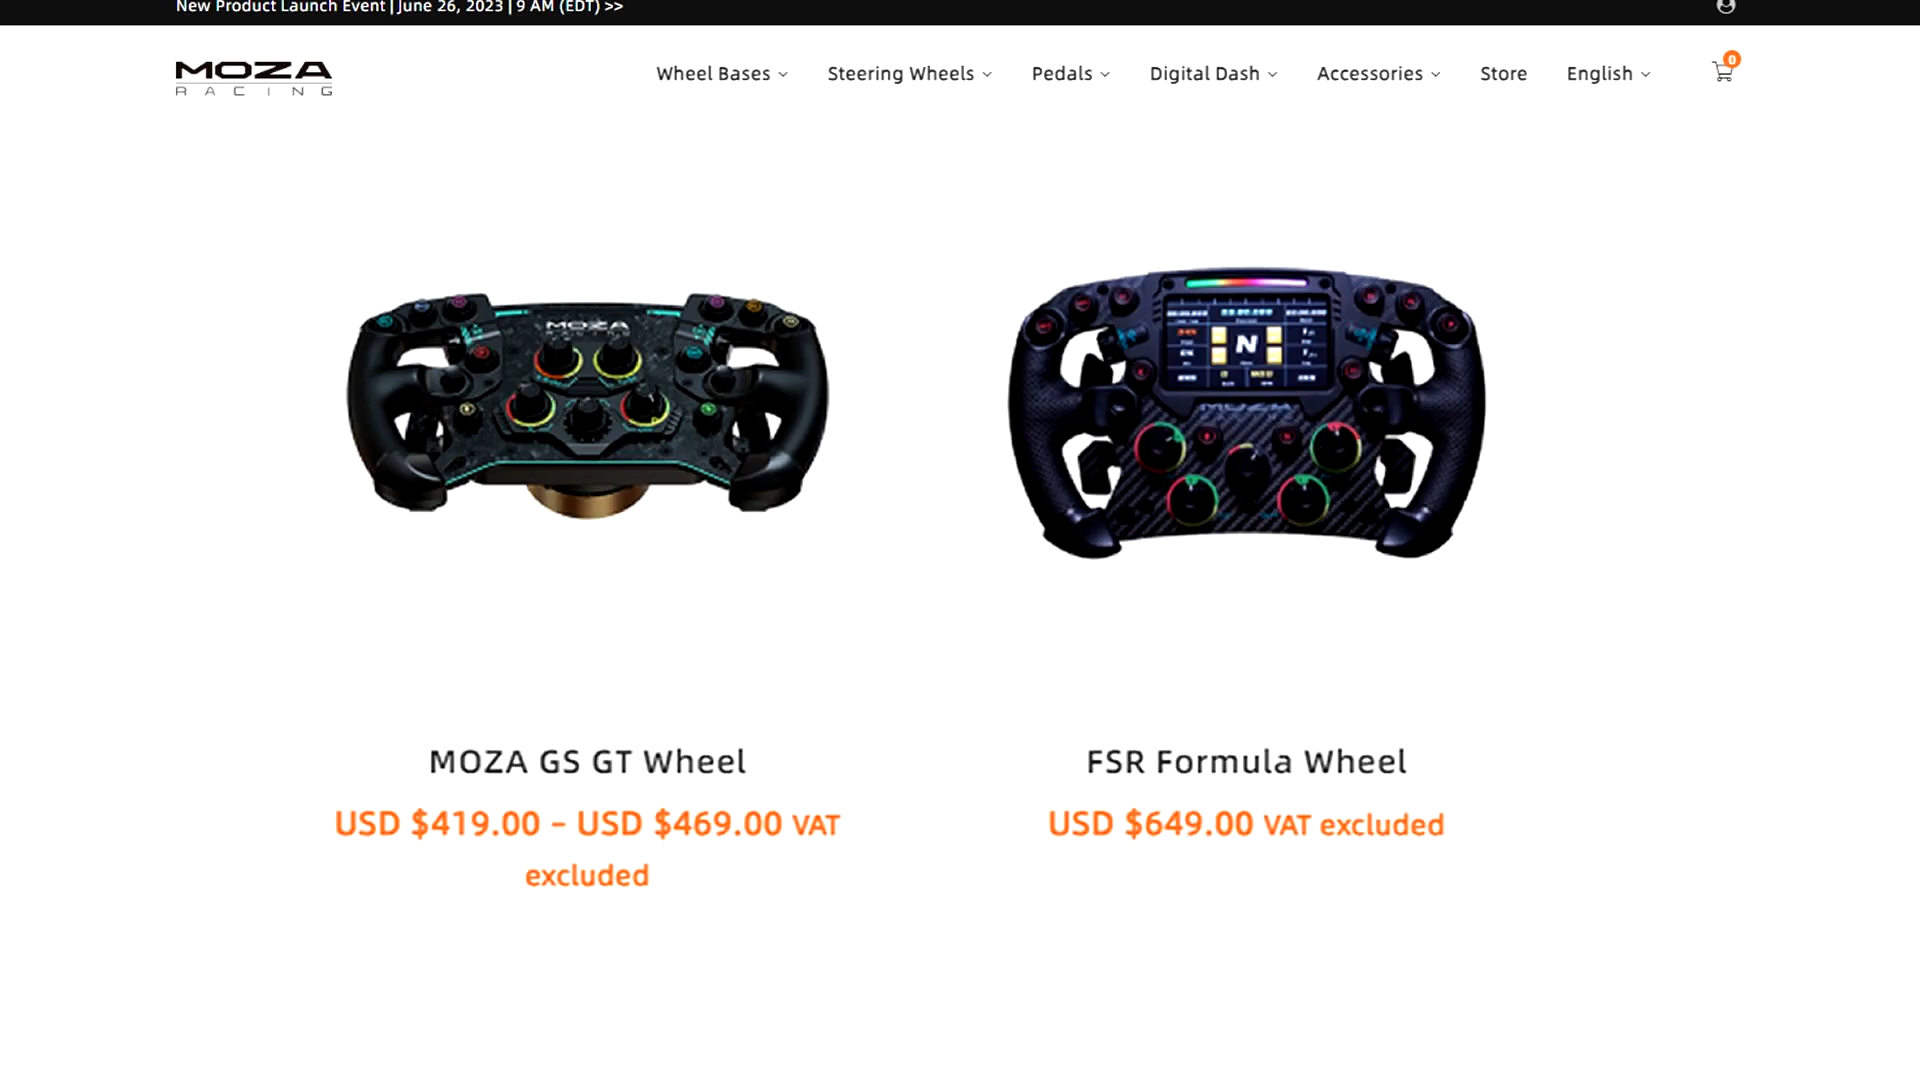 New Product Launch Event | June 26, 2023 | 9 AM (EDT) >>
MOZA
RACING
Wheel Bases
Steering Wheels
Pedals
Digital Dash
Accessories
Store
English
0
MOZA
N
MOZA
MOZA GS GT Wheel
USD $419.00 – USD $469.00 VAT
excluded
FSR Formula Wheel
USD $649.00 VAT excluded